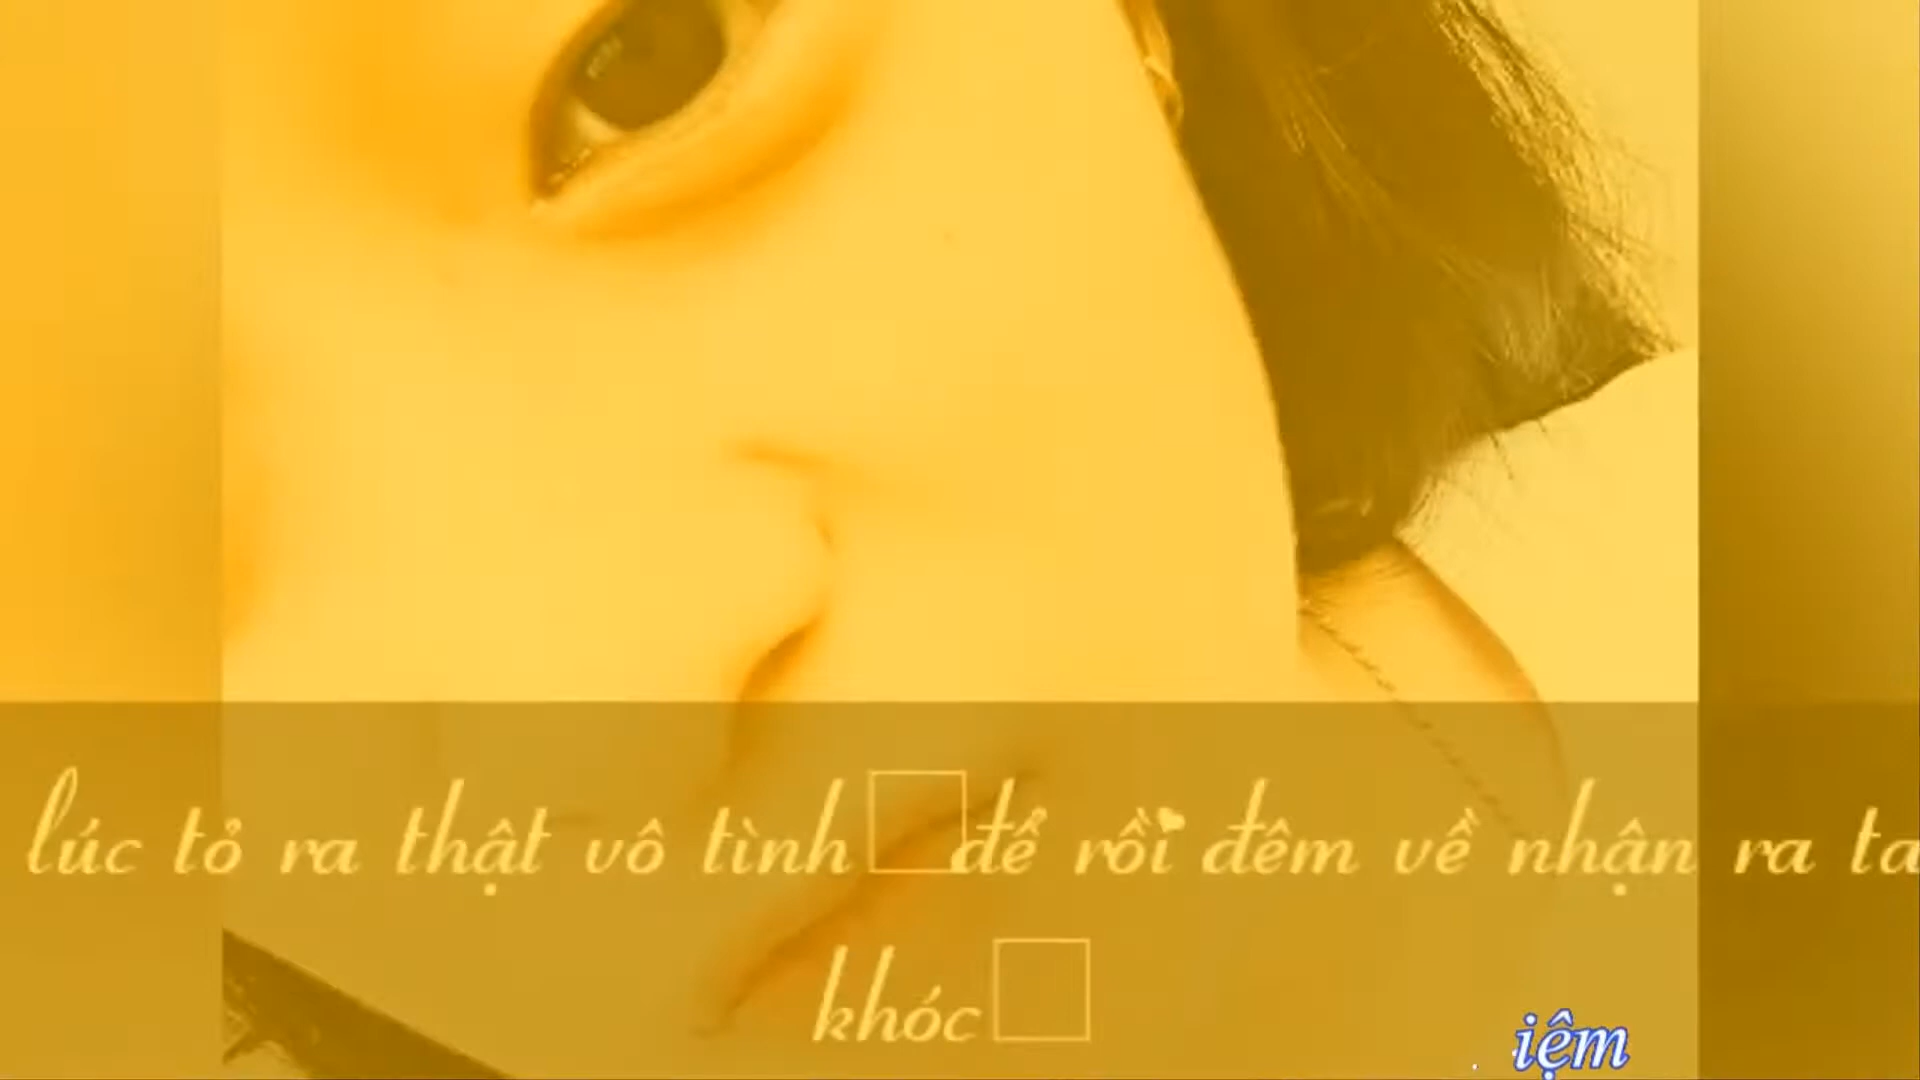 lúc tỏ ra thật vô tình □để rồi đêm về nhận ra ta
khóc □
iệm